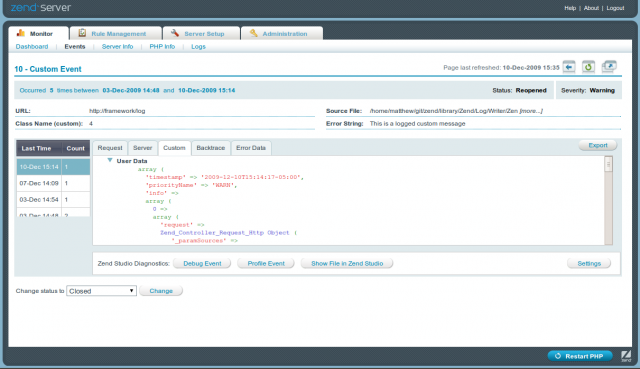 zend server
Help | About | Logout
Monitor Rule Management Server Setup Administration
Dashboard | Events | Server Info | PHP Info | Logs
10 - Custom Event
Page last refreshed: 10-Dec-2009 15:35
Occurred 5 times between 03-Dec-2009 14:48 and 10-Dec-2009 15:14 Status: Reopened Severity: Warning
URL: http://framework/log Source File: /home/matthew/git/zend/library/Zend/Log/Writer/Zen [more...]
Class Name (custom): 4 Error String: This is a logged custom message
Last Time Count
10-Dec 15:14 1
07-Dec 14:09 1
03-Dec 14:54 1
03-Dec 14:48 2
Request Server Custom Backtrace Error Data Export
User Data
array (
'timestamp' => '2009-12-10T15:14:17-05:00',
'priorityName' => 'WARN',
'info' =>
array (
0 =>
array (
'request' =>
Zend_Controller_Request_Http Object (
'_paramSources' =>
Zend Studio Diagnostics: Debug Event Profile Event Show File in Zend Studio Settings
Change status to Closed Change
Restart PHP
zend